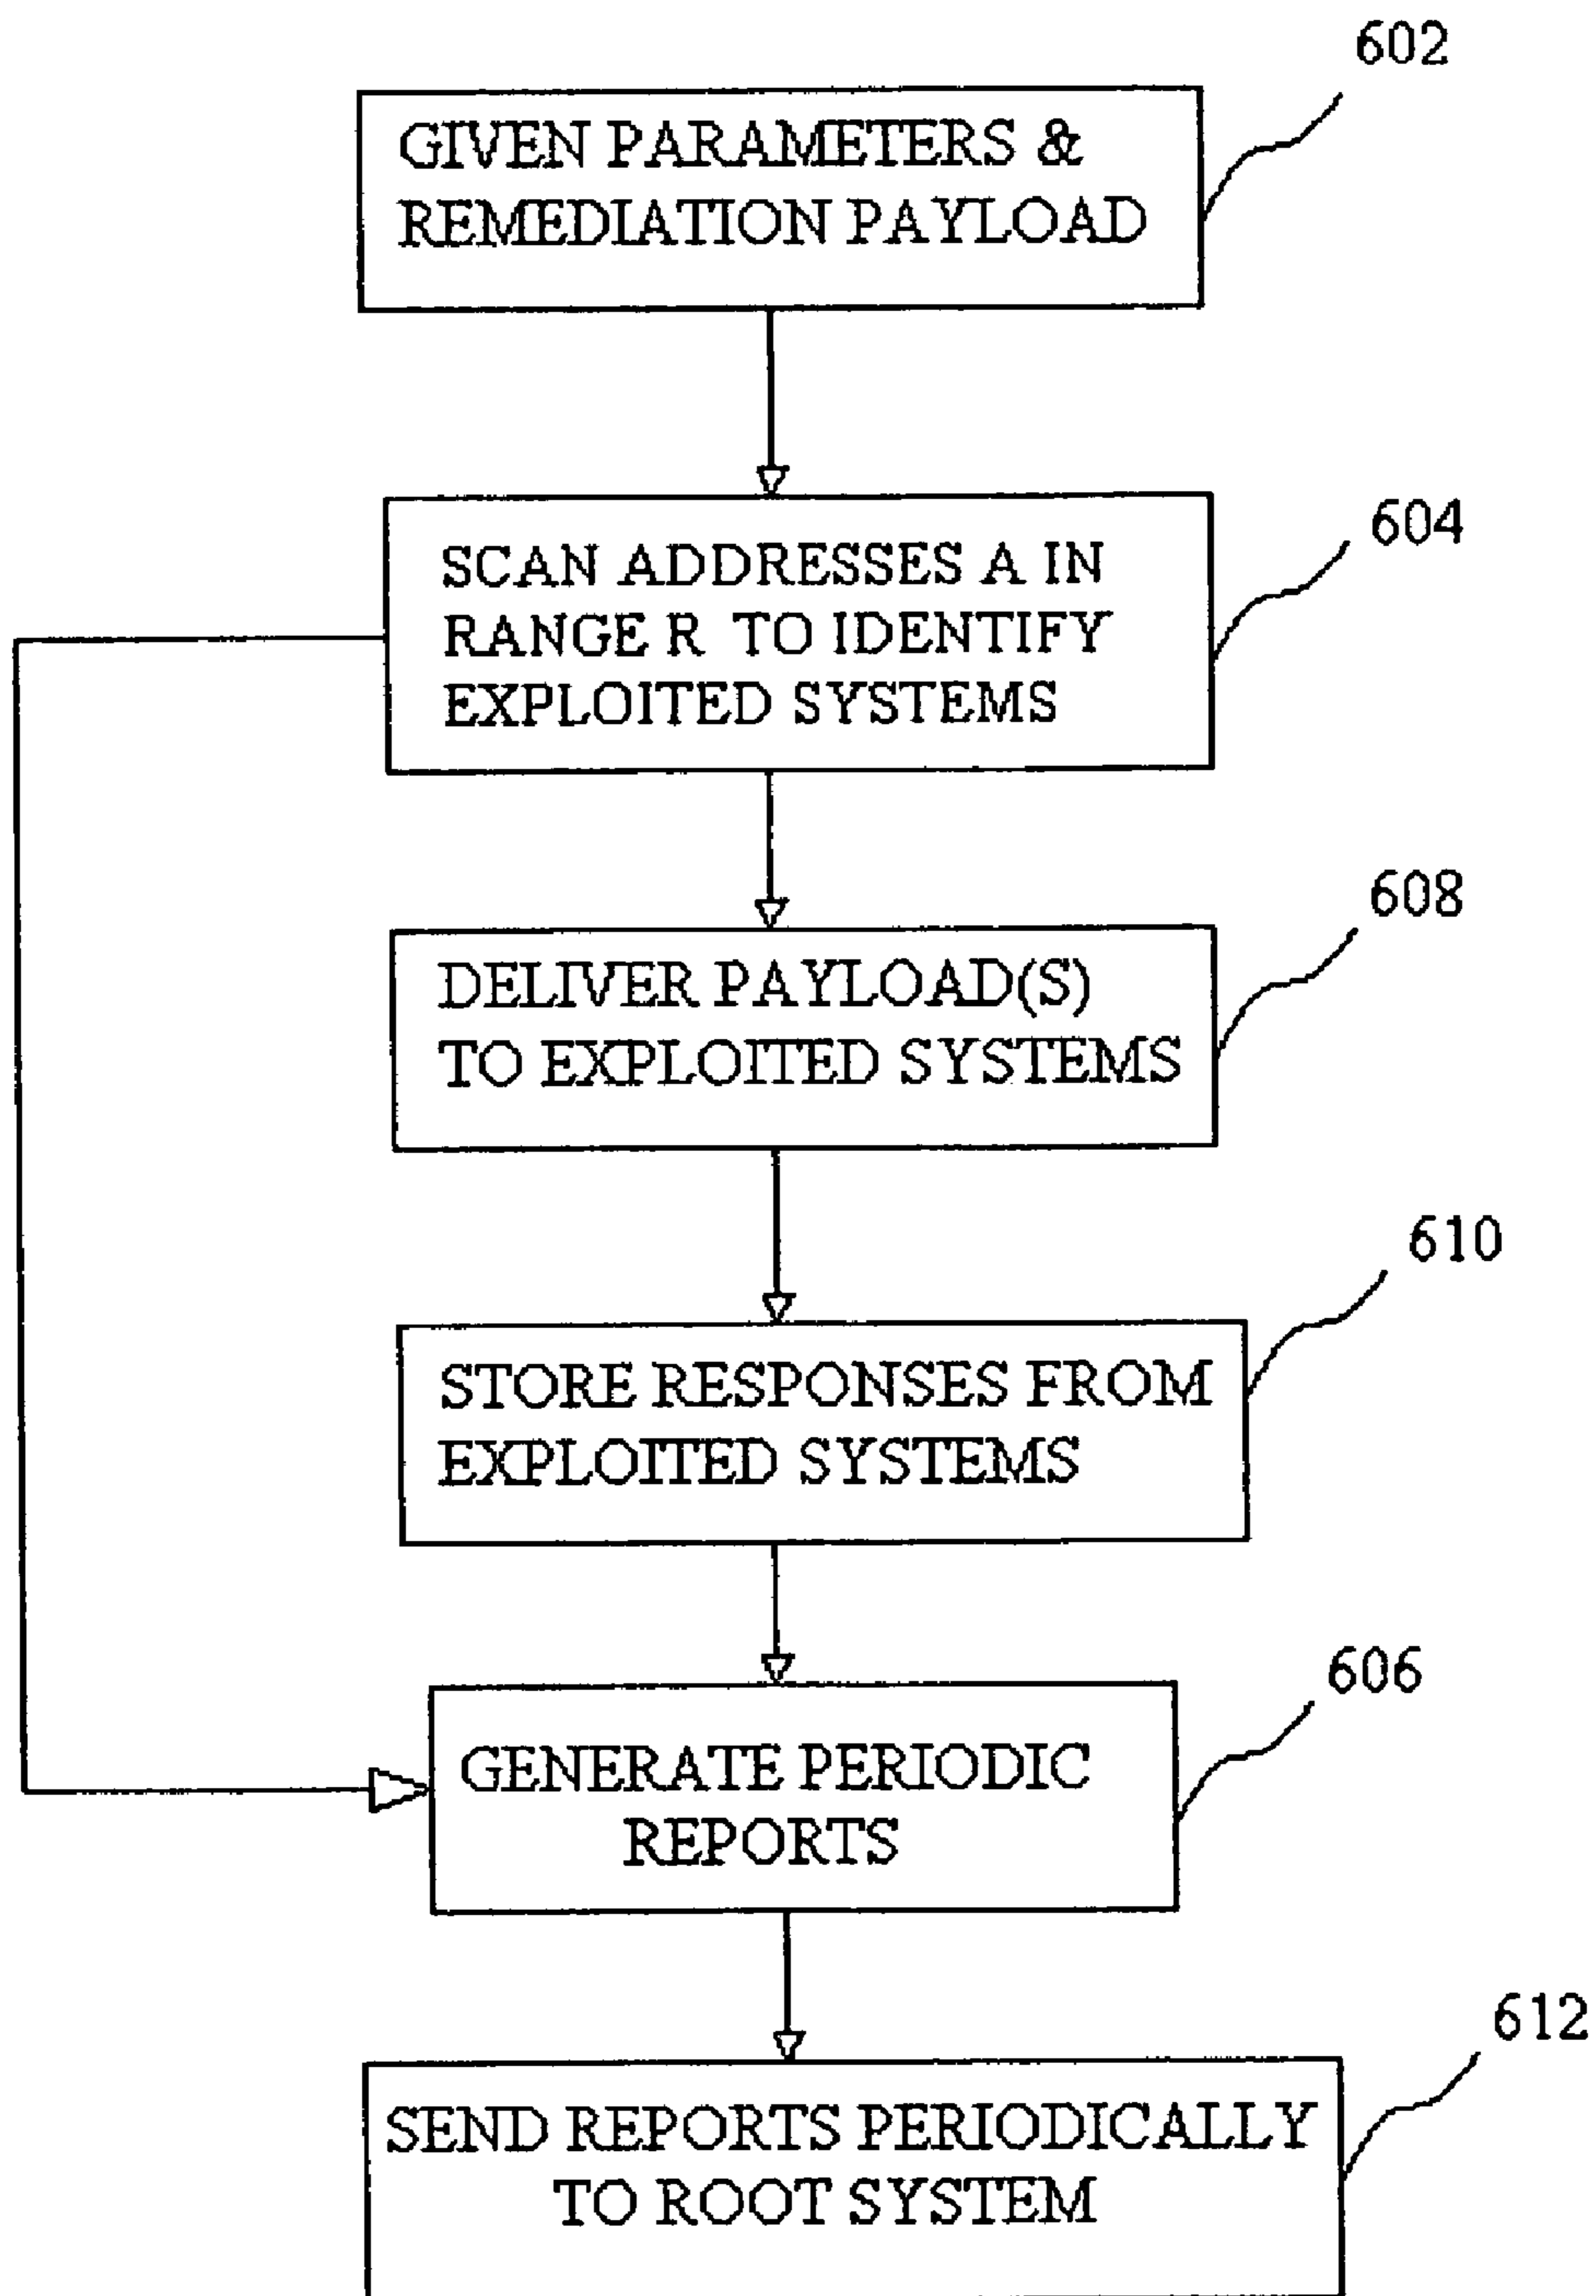 602
GIVEN PARAMETERS &
REMEDIATION PAYLOAD
604
SCAN ADDRESSES A IN
RANGE R TO IDENTIFY
EXPLOITED SYSTEMS
608
DELIVER PAYLOAD(S)
TO EXPLOITED SYSTEMS
610
STORE RESPONSES FROM
EXPLOITED SYSTEMS
606
GENERATE PERIODIC
REPORTS
612
SEND REPORTS PERIODICALLY
TO ROOT SYSTEM